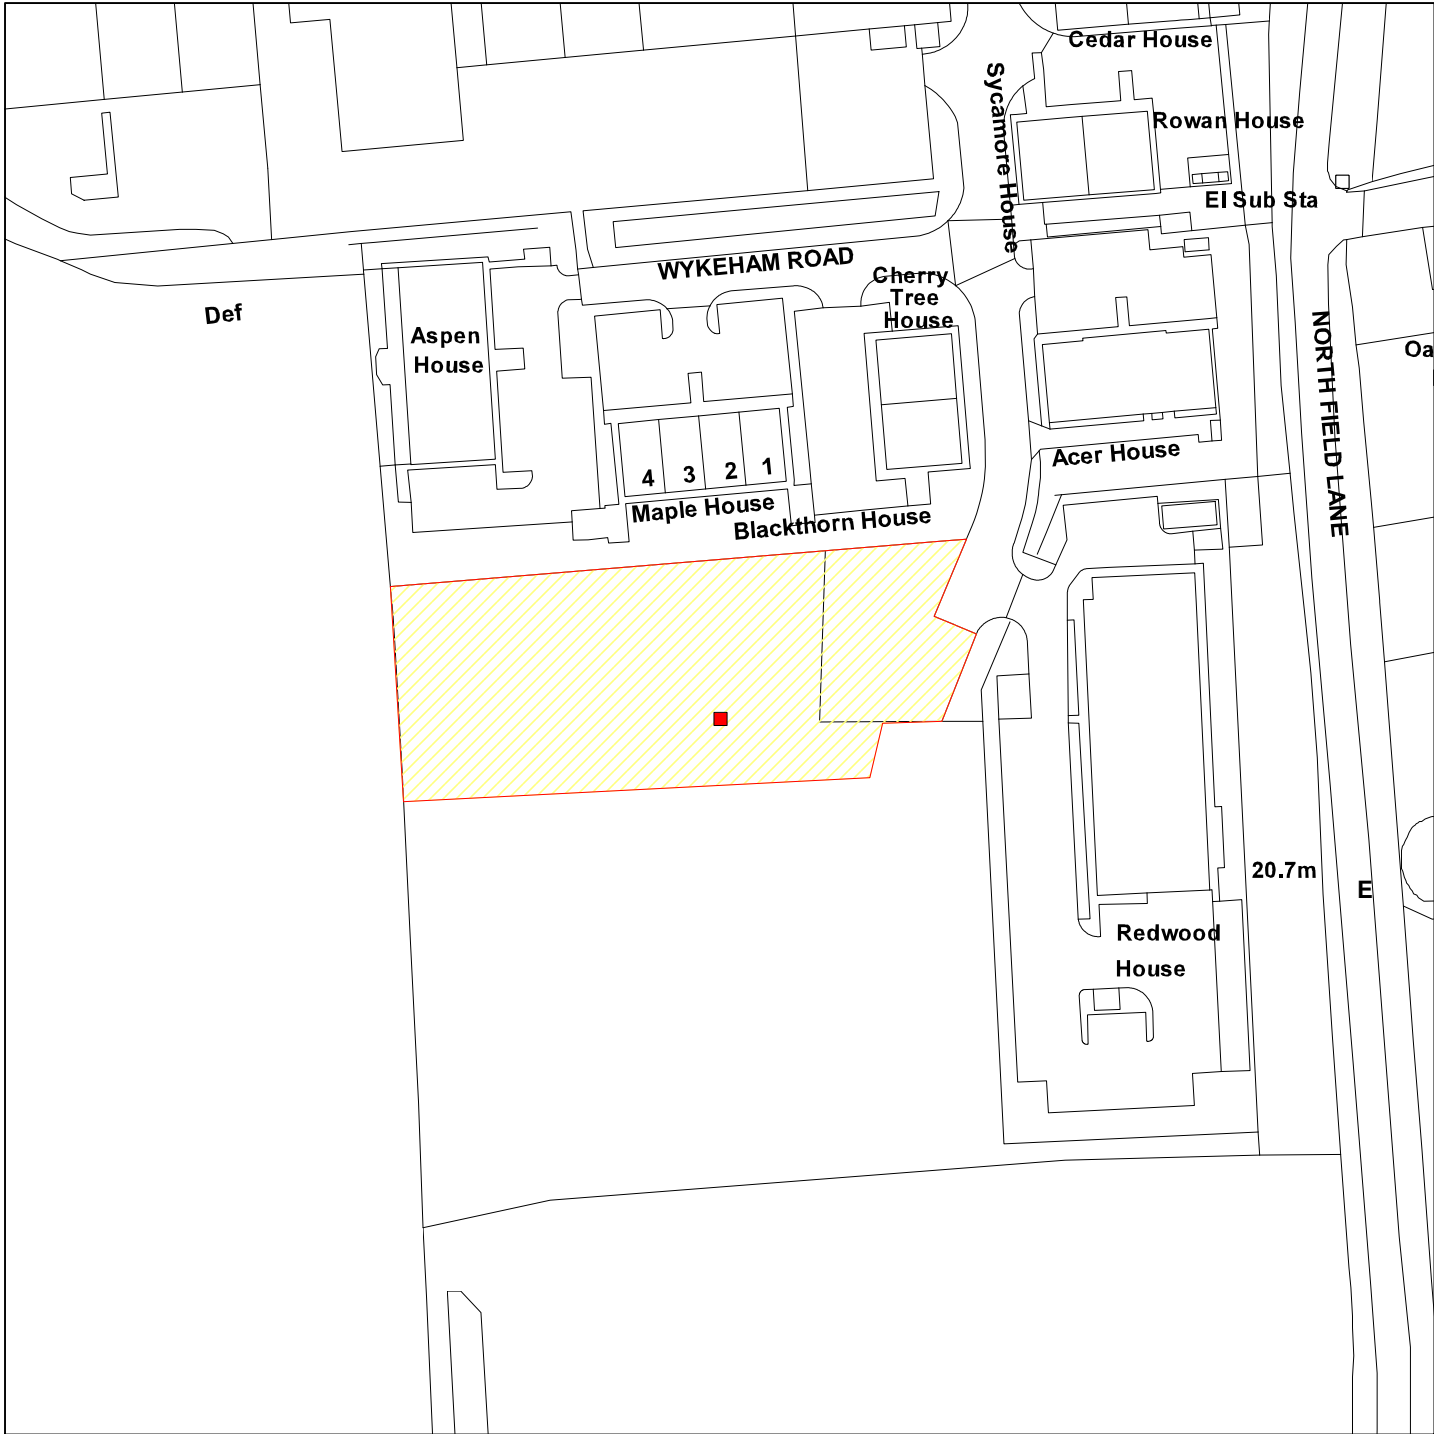 Cedar House
Sycamore House
Rowan House
El Sub Sta
WYKEHAM ROAD
Cherry
Tree
House
Def
Aspen
House
NORTH FIELD LANE
Oa
4 3 2 1
Acer House
Maple House
Blackthorn House
20.7m
E
Redwood
House